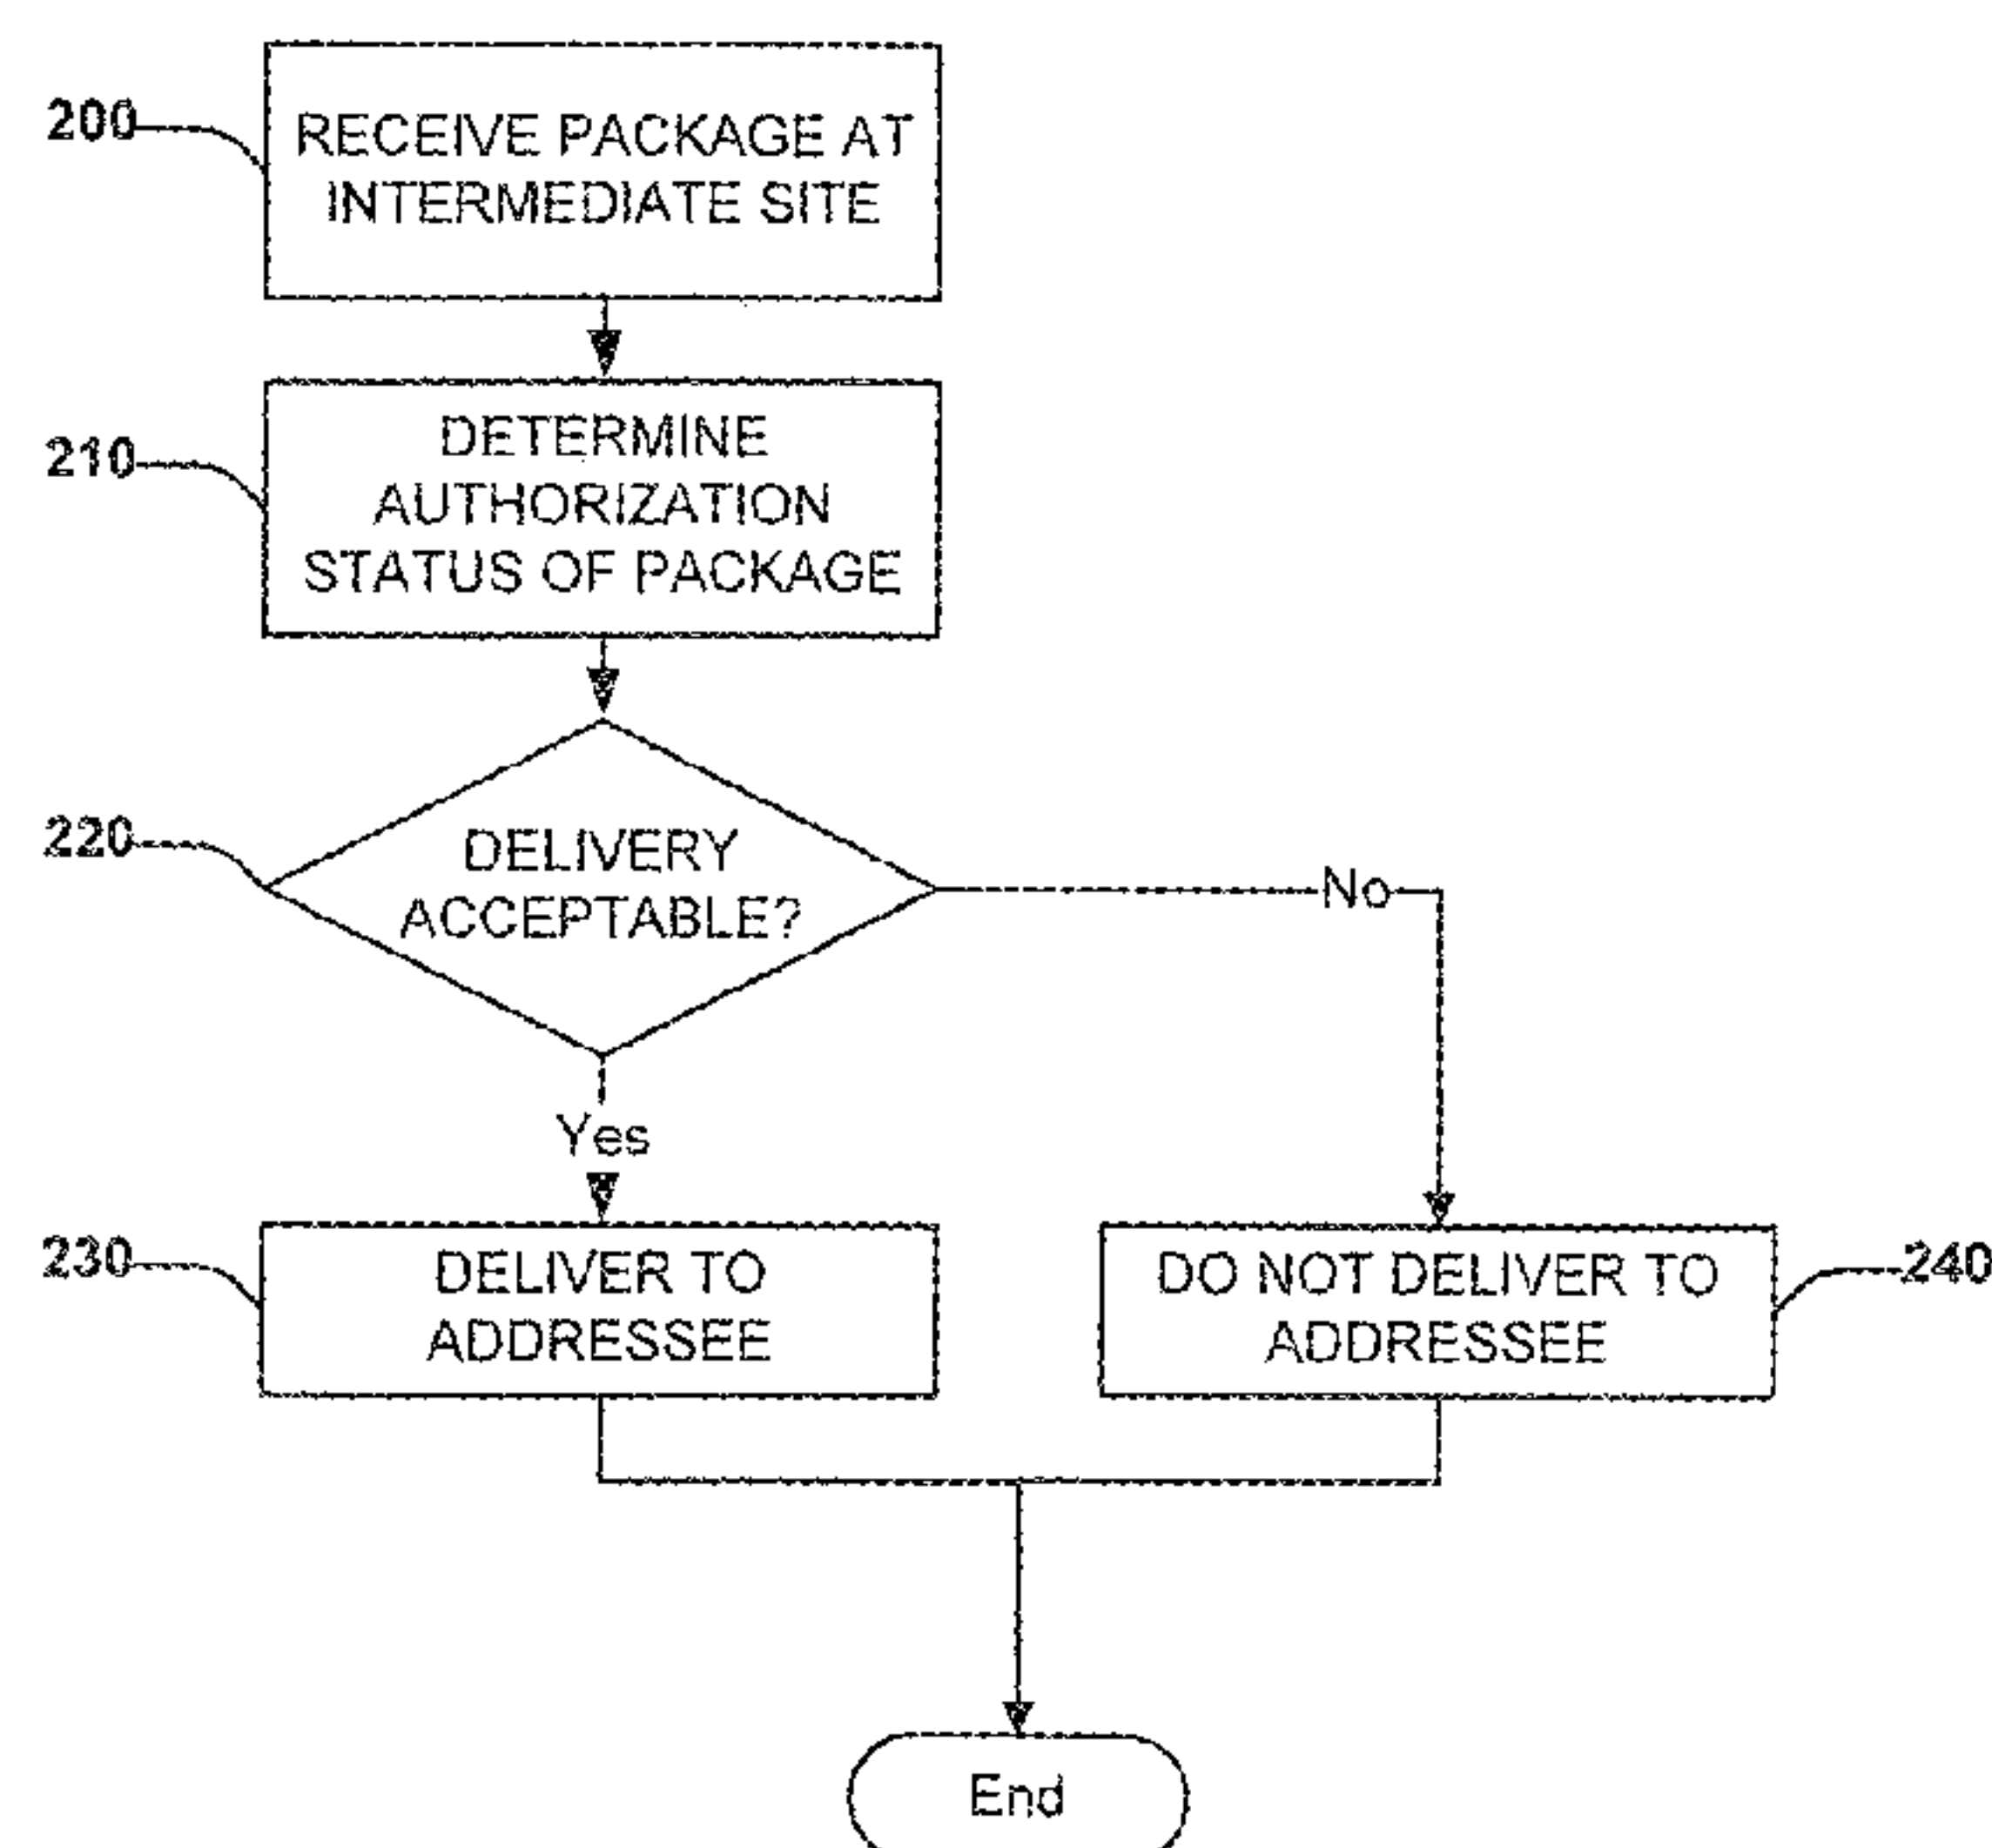 200
RECEIVE PACKAGE AT
INTERMEDIATE SITE
210
DETERMINE
AUTHORIZATION
STATUS OF PACKAGE
220
DELIVERY
ACCEPTABLE?
No
Yes
230
DELIVER TO
ADDRESSEE
DO NOT DELIVER TO
ADDRESSEE
240
End